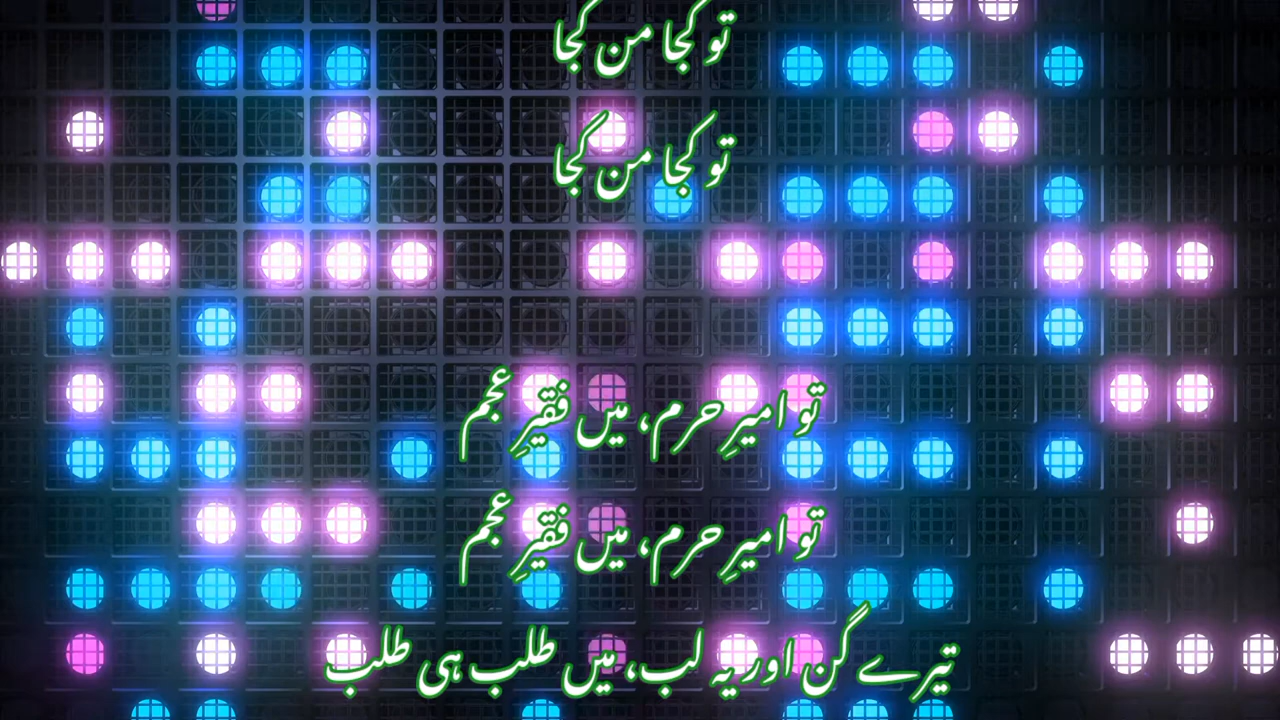 تو کجا من کجا
تو کجا من کجا
تو امیرِ حرم، میں فقیرِ عجم
تو امیرِ حرم، میں فقیرِ عجم
تیرے گن اور یہ لب، میں طلب ہی طلب